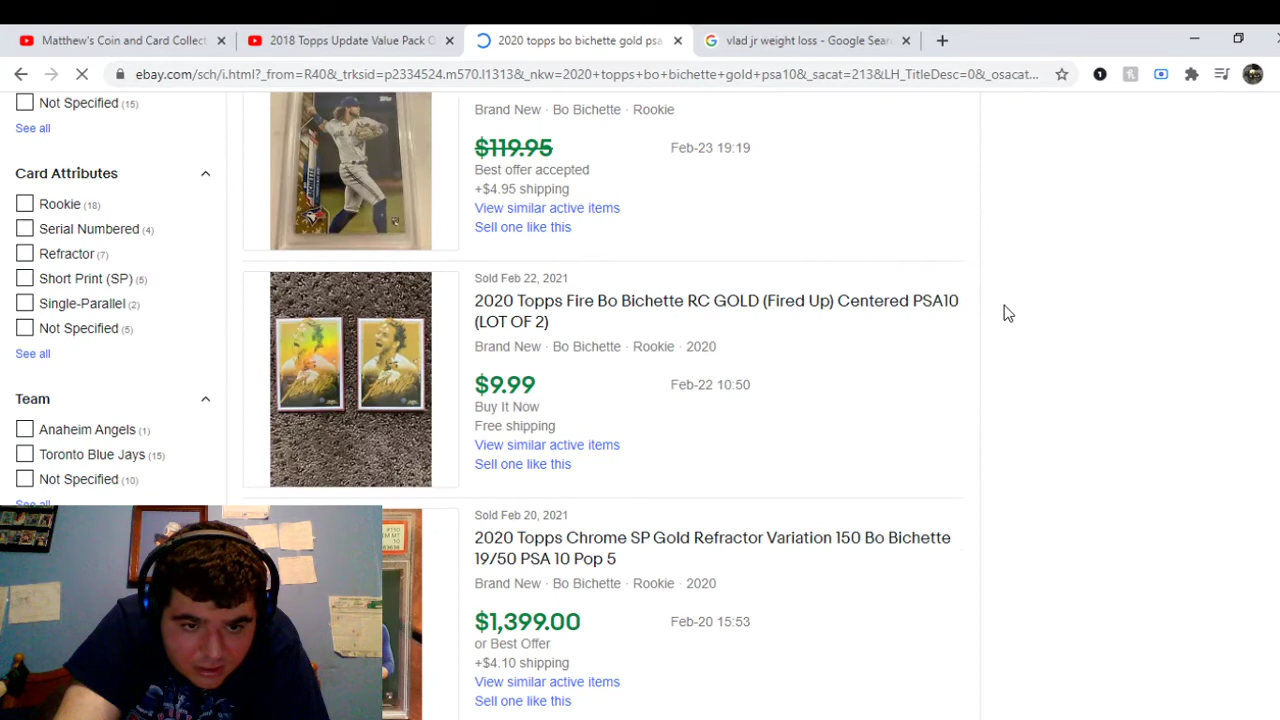 Matthew's Coin and Card Collect
2018 Topps Update Value Pack O
2020 topps bo bichette gold psa
vlad jr weight loss - Google Sear
ebay.com/sch/i.html?_from=R40&_trksid=p2334524.m570.l1313&_nkw=2020+topps+bo+bichette+gold+psa10&_sacat=213&LH_TitleDesc=0&_osacat...
Not Specified (15)
See all
Card Attributes
Rookie (18)
Serial Numbered (4)
Refractor (7)
Short Print (SP) (5)
Single-Parallel (2)
Not Specified (5)
See all
Team
Anaheim Angels (1)
Toronto Blue Jays (15)
Not Specified (10)
See all
Brand New · Bo Bichette · Rookie
$119.95
Feb-23 19:19
Best offer accepted
+$4.95 shipping
View similar active items
Sell one like this
Sold Feb 22, 2021
2020 Topps Fire Bo Bichette RC GOLD (Fired Up) Centered PSA10
(LOT OF 2)
Brand New · Bo Bichette · Rookie · 2020
$9.99
Feb-22 10:50
Buy It Now
Free shipping
View similar active items
Sell one like this
Sold Feb 20, 2021
2020 Topps Chrome SP Gold Refractor Variation 150 Bo Bichette
19/50 PSA 10 Pop 5
Brand New · Bo Bichette · Rookie · 2020
$1,399.00
Feb-20 15:53
or Best Offer
+$4.10 shipping
View similar active items
Sell one like this